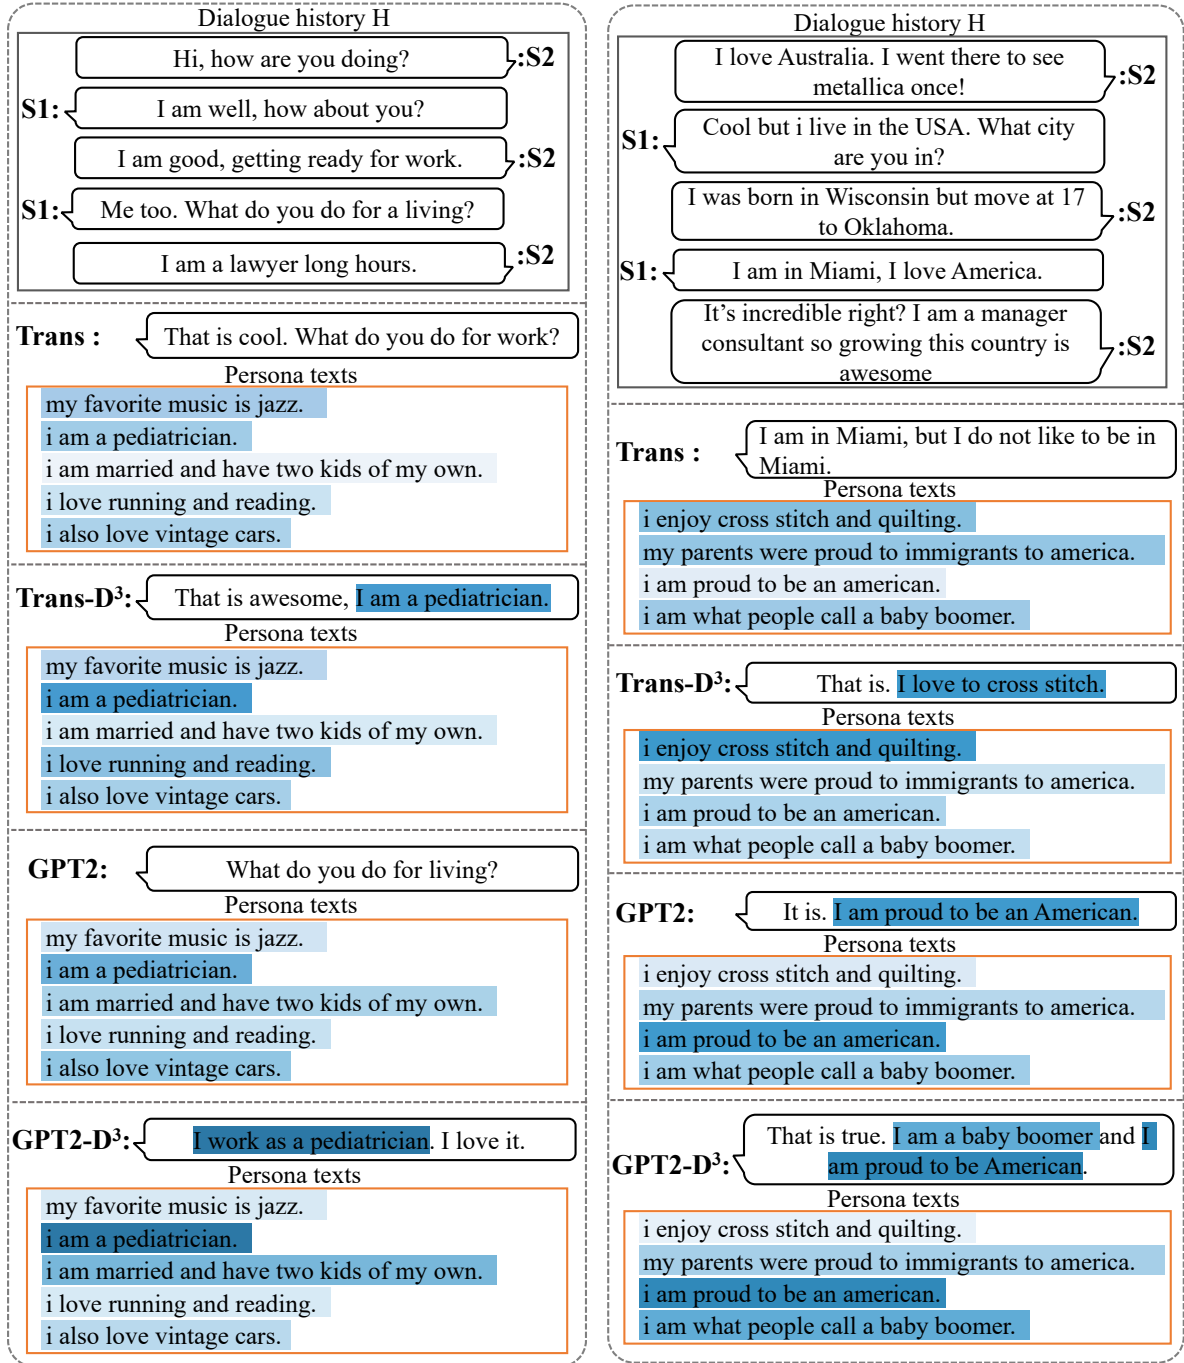 Dialogue history H
Hi, how are you doing?
:S2
S1:
I am well, how about you?
I am good, getting ready for work.
:S2
S1:
Me too. What do you do for a living?
I am a lawyer long hours.
:S2
Trans :
That is cool. What do you do for work?
Persona texts
my favorite music is jazz.
i am a pediatrician.
i am married and have two kids of my own.
i love running and reading.
i also love vintage cars.
Trans-D³:
That is awesome, I am a pediatrician.
Persona texts
my favorite music is jazz.
i am a pediatrician.
i am married and have two kids of my own.
i love running and reading.
i also love vintage cars.
GPT2:
What do you do for living?
Persona texts
my favorite music is jazz.
i am a pediatrician.
i am married and have two kids of my own.
i love running and reading.
i also love vintage cars.
GPT2-D³:
I work as a pediatrician. I love it.
Persona texts
my favorite music is jazz.
i am a pediatrician.
i am married and have two kids of my own.
i love running and reading.
i also love vintage cars.
Dialogue history H
I love Australia. I went there to see
metallica once!
:S2
S1:
Cool but i live in the USA. What city
are you in?
I was born in Wisconsin but move at 17
to Oklahoma.
:S2
S1:
I am in Miami, I love America.
It's incredible right? I am a manager
consultant so growing this country is
awesome
:S2
Trans :
I am in Miami, but I do not like to be in
Miami.
Persona texts
i enjoy cross stitch and quilting.
my parents were proud to immigrants to america.
i am proud to be an american.
i am what people call a baby boomer.
Trans-D³:
That is. I love to cross stitch.
Persona texts
i enjoy cross stitch and quilting.
my parents were proud to immigrants to america.
i am proud to be an american.
i am what people call a baby boomer.
GPT2:
It is. I am proud to be an American.
Persona texts
i enjoy cross stitch and quilting.
my parents were proud to immigrants to america.
i am proud to be an american.
i am what people call a baby boomer.
GPT2-D³:
That is true. I am a baby boomer and I
am proud to be American.
Persona texts
i enjoy cross stitch and quilting.
my parents were proud to immigrants to america.
i am proud to be an american.
i am what people call a baby boomer.